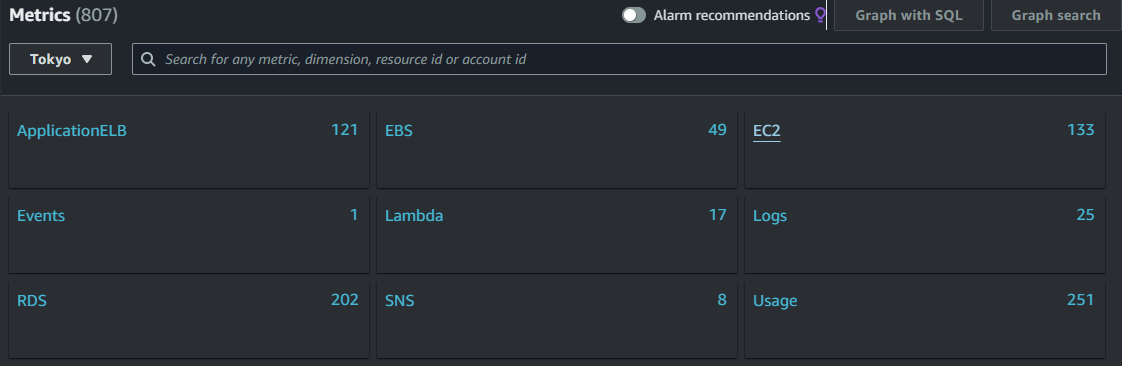 Metrics (807) Alarm recommendations Graph with SQL Graph search
Tokyo Search for any metric, dimension, resource id or account id
ApplicationELB 121 EBS 49 EC2 133
Events 1 Lambda 17 Logs 25
RDS 202 SNS 8 Usage 251